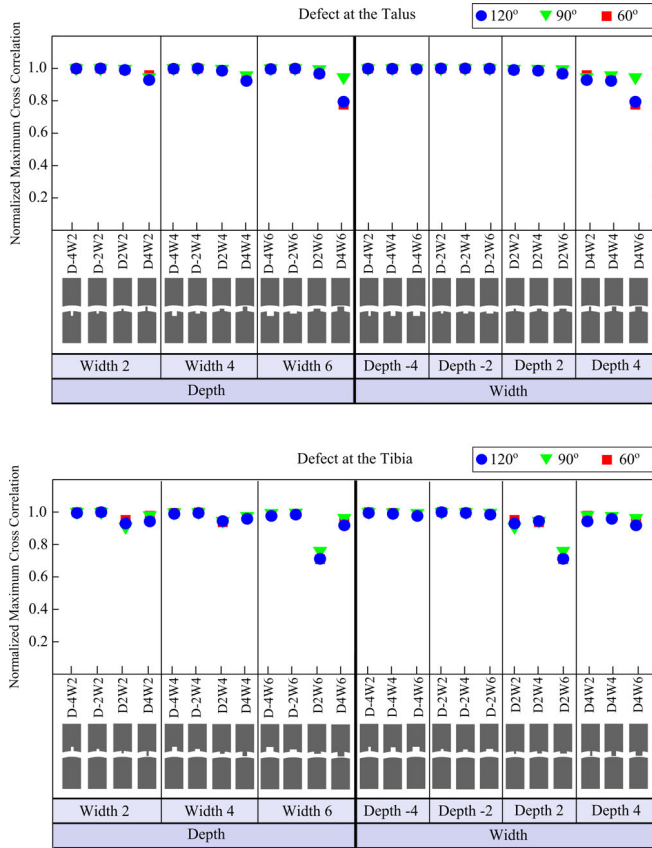 Defect at the Talus
120º 90º 60º
Normalized Maximum Cross Correlation
1.0
0.8
0.6
0.4
0.2
D-4W2 D-2W2 D2W2 D4W2 D-4W4 D-2W4 D2W4 D4W4 D-4W6 D-2W6 D2W6 D4W6 D-4W2 D-4W4 D-4W6 D-2W2 D-2W4 D-2W6 D2W2 D2W4 D2W6 D4W2 D4W4 D4W6
Width 2 Width 4 Width 6 Depth -4 Depth -2 Depth 2 Depth 4
Depth Width
Defect at the Tibia
120º 90º 60º
Normalized Maximum Cross Correlation
1.0
0.8
0.6
0.4
0.2
D-4W2 D-2W2 D2W2 D4W2 D-4W4 D-2W4 D2W4 D4W4 D-4W6 D-2W6 D2W6 D4W6 D-4W2 D-4W4 D-4W6 D-2W2 D-2W4 D-2W6 D2W2 D2W4 D2W6 D4W2 D4W4 D4W6
Width 2 Width 4 Width 6 Depth -4 Depth -2 Depth 2 Depth 4
Depth Width